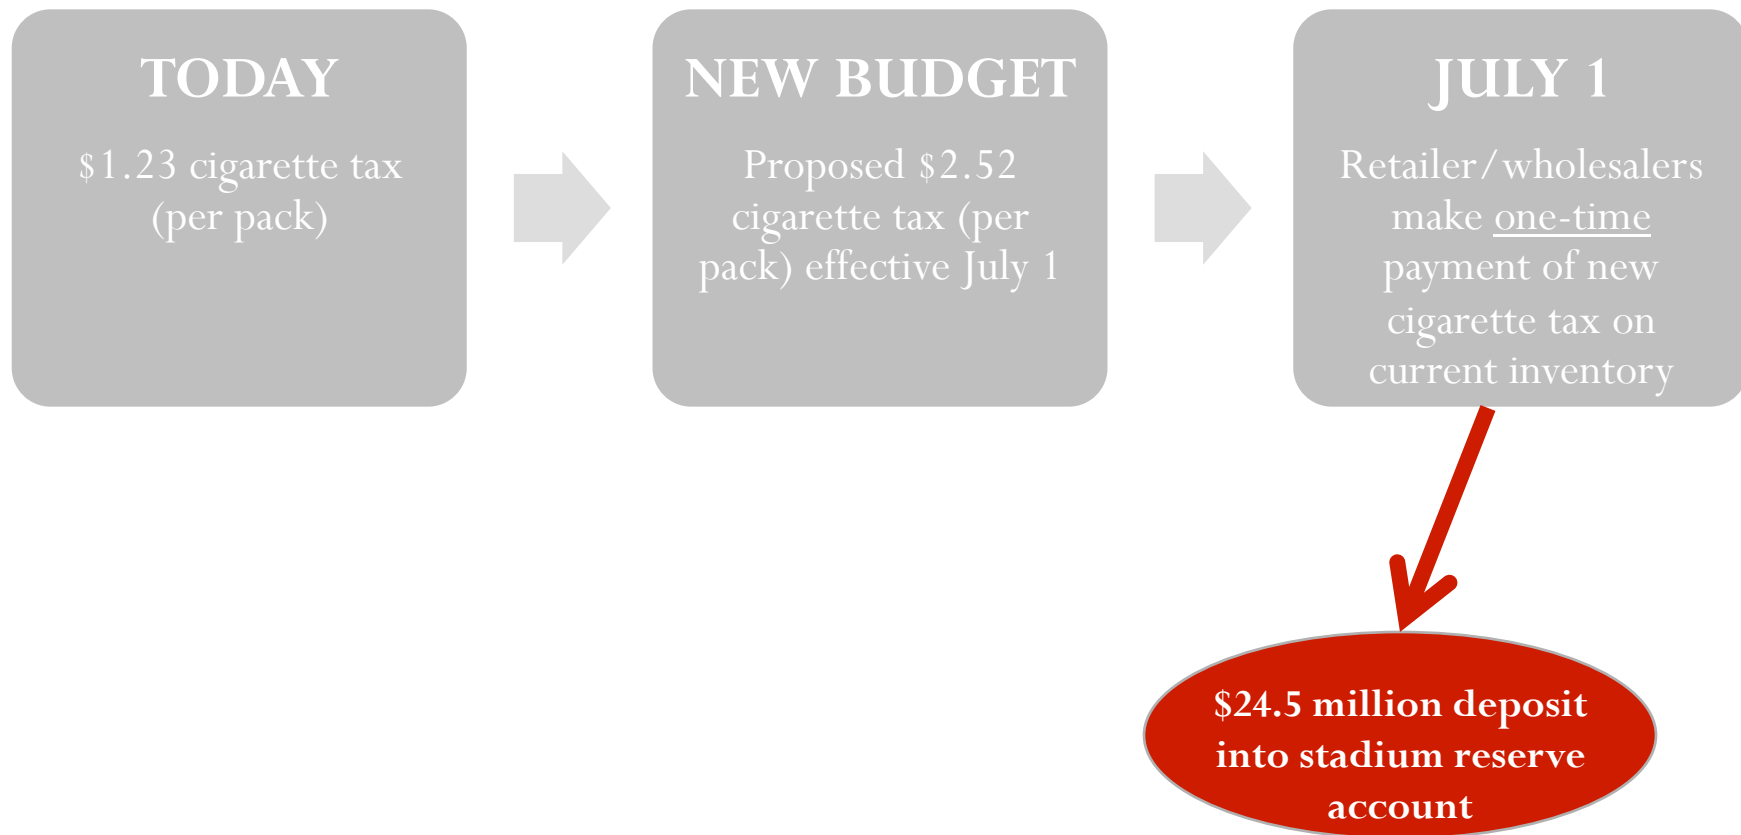 TODAY
$1.23 cigarette tax
(per pack)
NEW BUDGET
Proposed $2.52
cigarette tax (per
pack) effective July 1
JULY 1
Retailer/wholesalers
make one-time
payment of new
cigarette tax on
current inventory
$24.5 million deposit
into stadium reserve
account